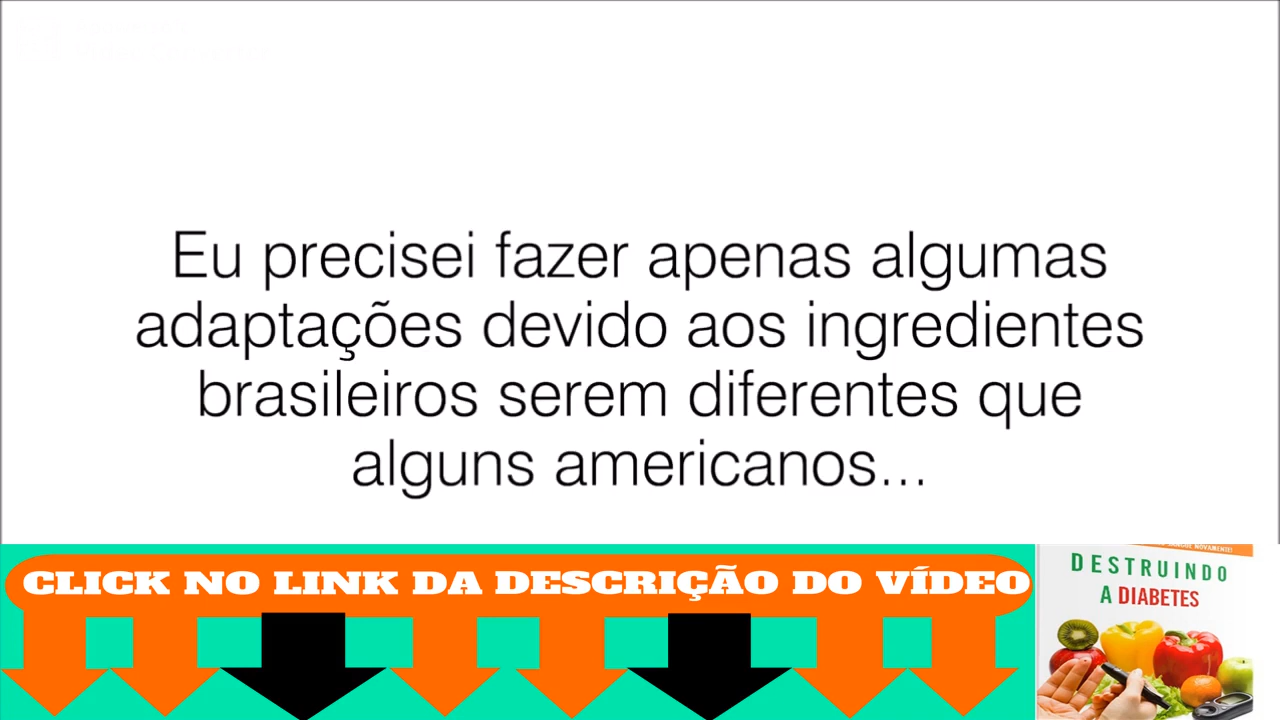 Eu precisei fazer apenas algumas
adaptações devido aos ingredientes
brasileiros serem diferentes que
alguns americanos...
CLICK NO LINK DA DESCRIÇÃO DO VÍDEO
NOVAMENTE!
DESTRUINDO
A DIABETES